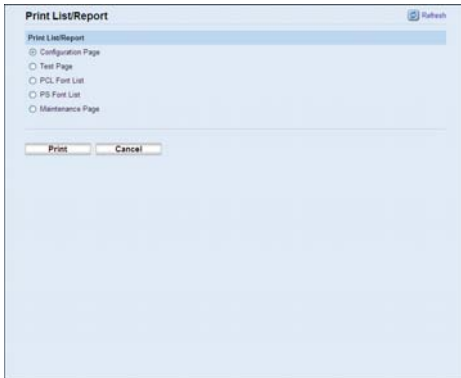 Print List/Report
Refresh
Print List/Report
Configuration Page
Test Page
PCL Font List
PS Font List
Maintenance Page
Print
Cancel